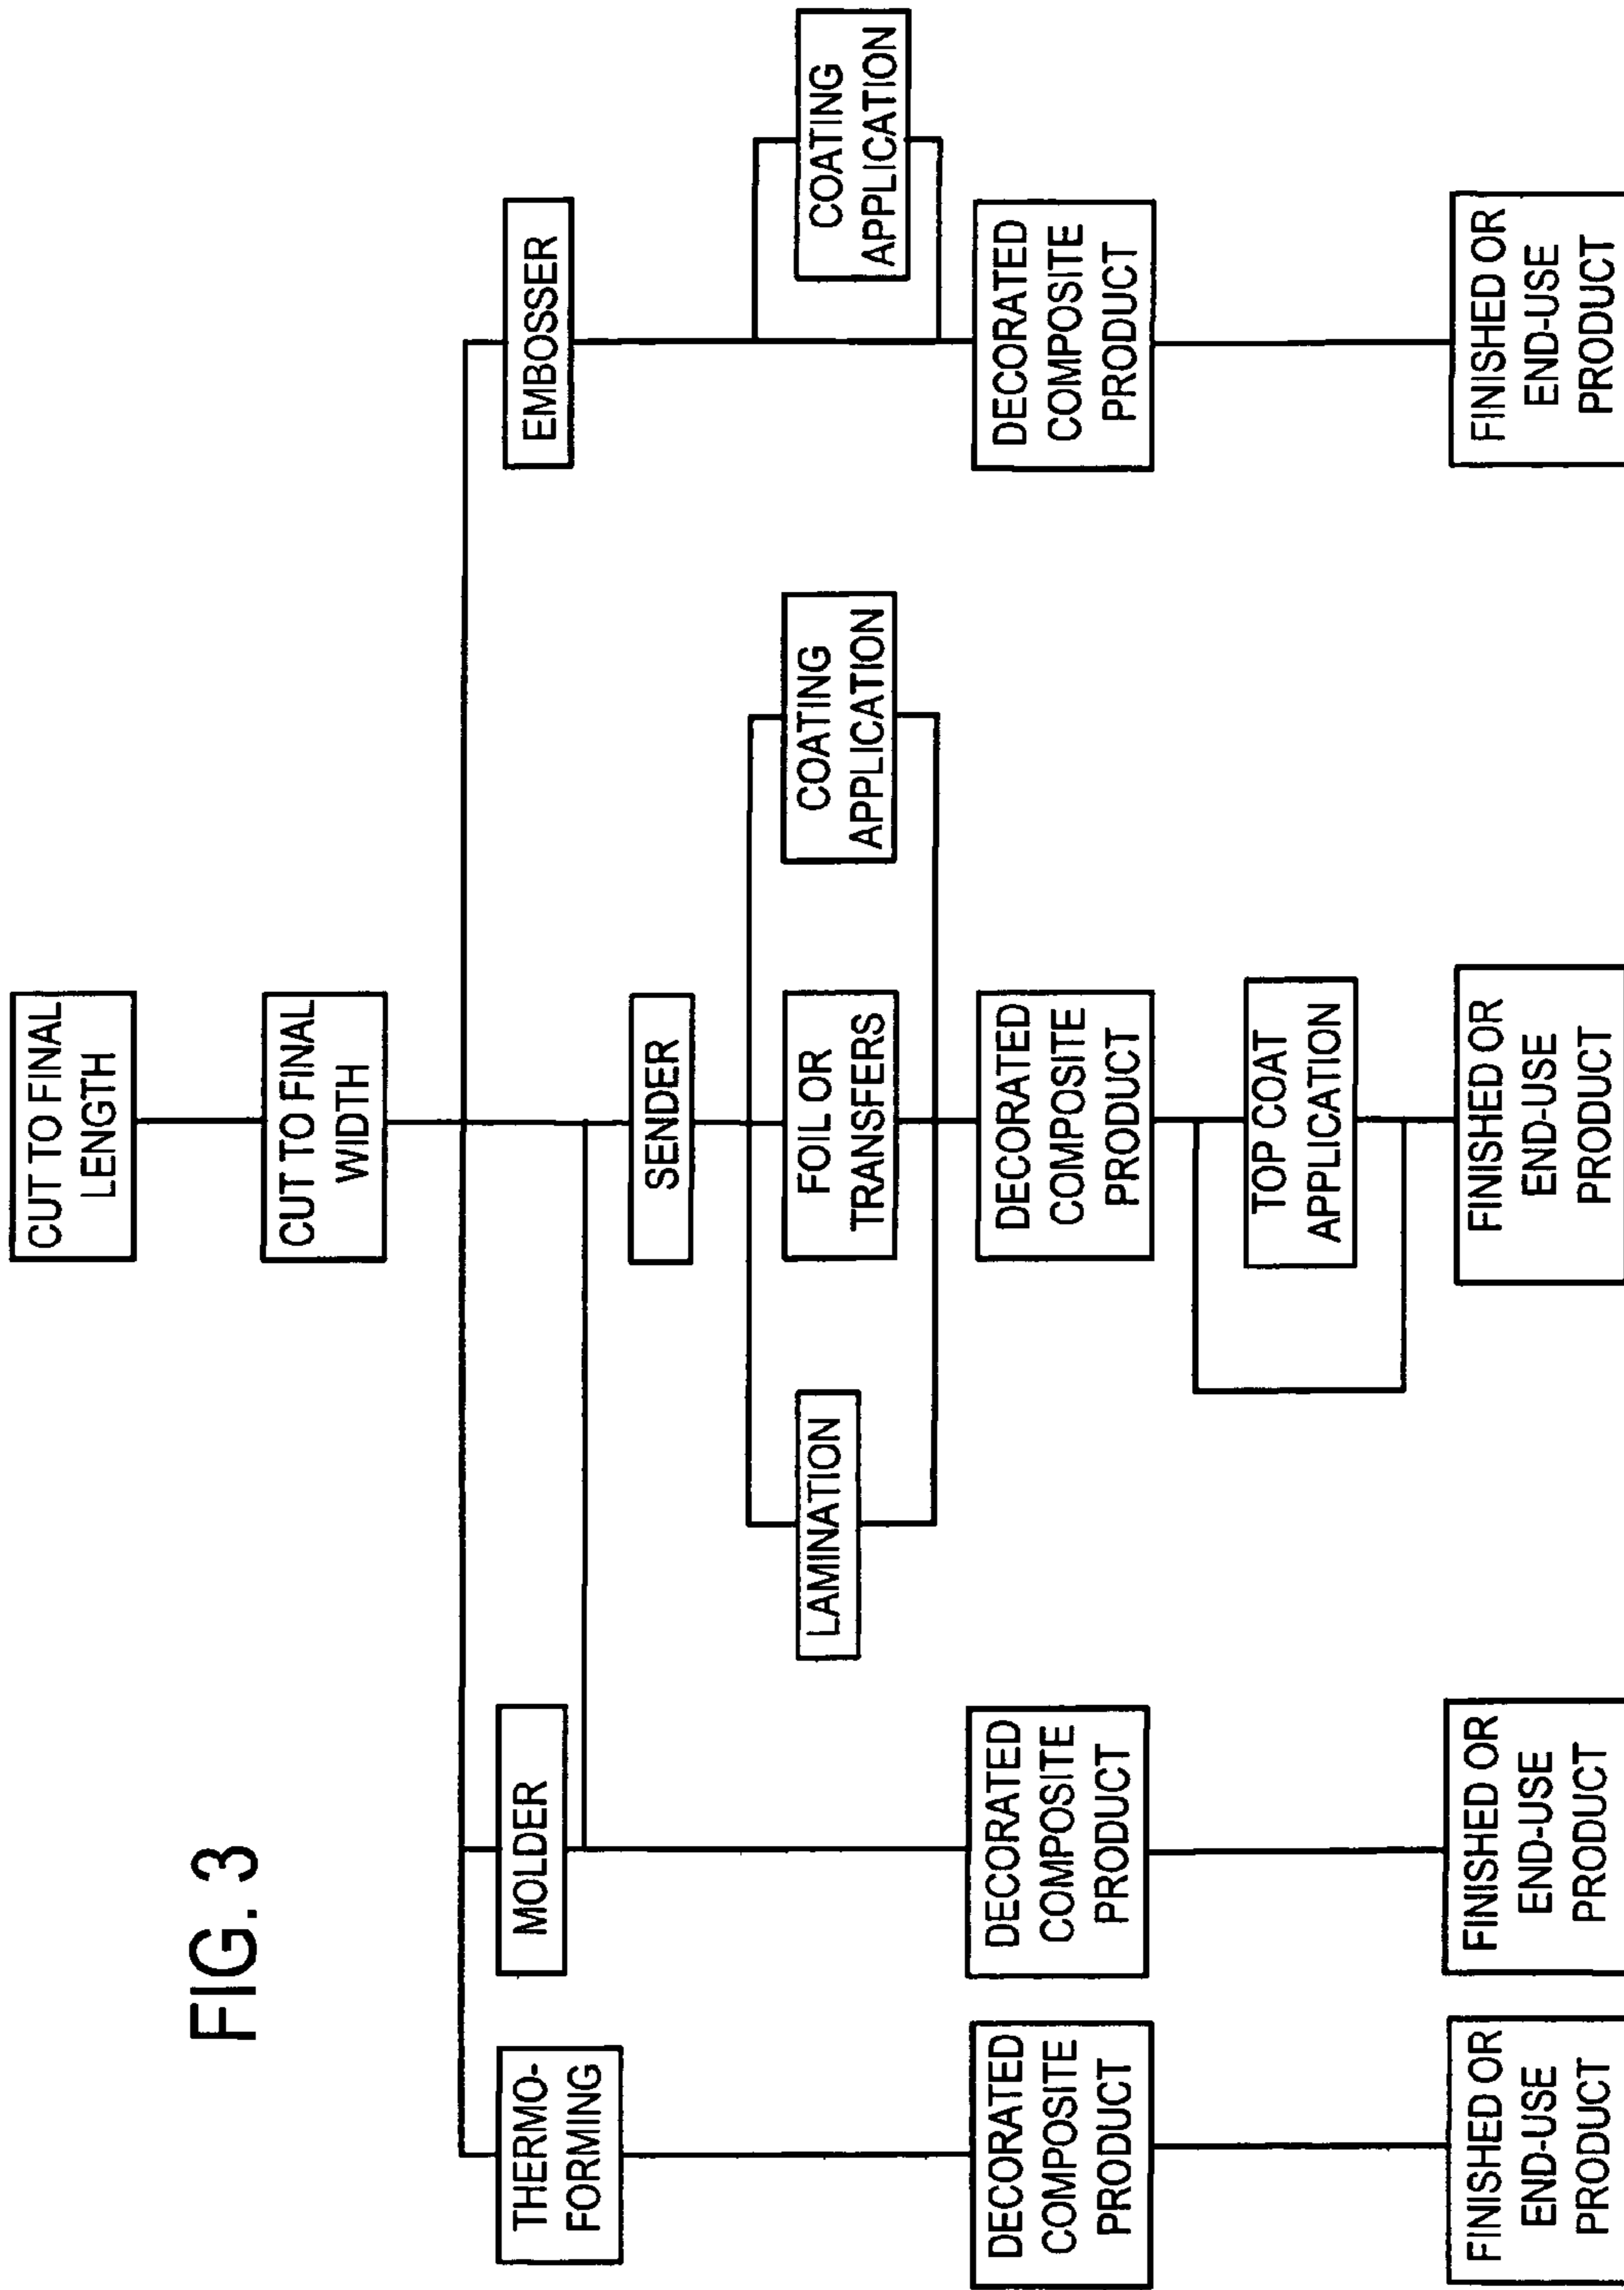 FIG. 3
CUT TO FINAL
LENGTH
CUT TO FINAL
WIDTH
THERMO-
FORMING
MOLDER
EMBOSSER
SENDER
LAMINATION
FOIL OR
TRANSFERS
COATING
APPLICATION
COATING
APPLICATION
DECORATED
COMPOSITE
PRODUCT
DECORATED
COMPOSITE
PRODUCT
DECORATED
COMPOSITE
PRODUCT
DECORATED
COMPOSITE
PRODUCT
TOP COAT
APPLICATION
FINISHED OR
END-USE
PRODUCT
FINISHED OR
END-USE
PRODUCT
FINISHED OR
END-USE
PRODUCT
FINISHED OR
END-USE
PRODUCT